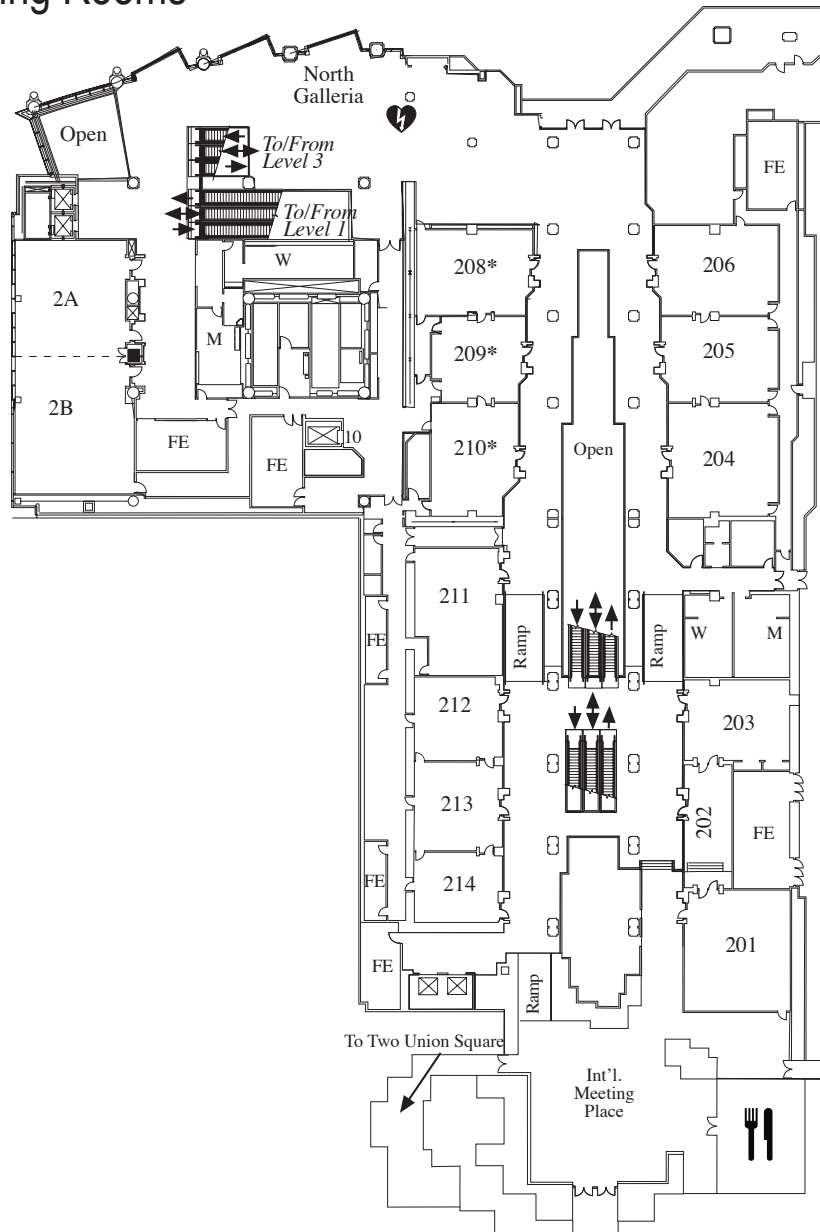 ing Rooms
North
Galleria
Open
To/From
Level 3
FE
To/From
Level 1
W
208*
206
2A
M
209*
205
2B
10
FE
FE
210*
Open
204
211
FE
Ramp
Ramp
W
M
212
203
213
202
FE
FE
214
201
FE
Ramp
To Two Union Square
Int'l.
Meeting
Place